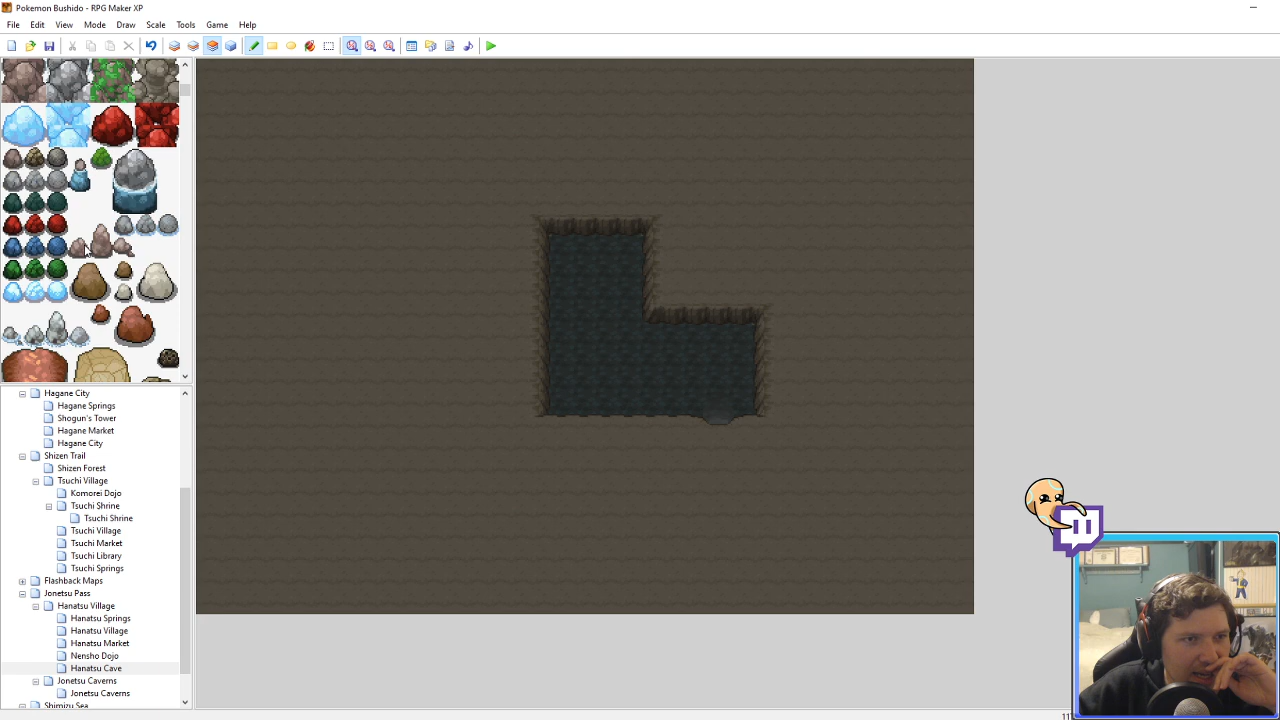 Pokemon Bushido - RPG Maker XP
File Edit View Mode Draw Scale Tools Game Help
Hagane City
Hagane Springs
Shogun's Tower
Hagane Market
Hagane City
Shizen Trail
Shizen Forest
Tsuchi Village
Komorei Dojo
Tsuchi Shrine
Tsuchi Shrine
Tsuchi Village
Tsuchi Market
Tsuchi Library
Tsuchi Springs
Flashback Maps
Jonetsu Pass
Hanatsu Village
Hanatsu Springs
Hanatsu Village
Hanatsu Market
Nensho Dojo
Hanatsu Cave
Jonetsu Caverns
Jonetsu Caverns
Shimizu Sea